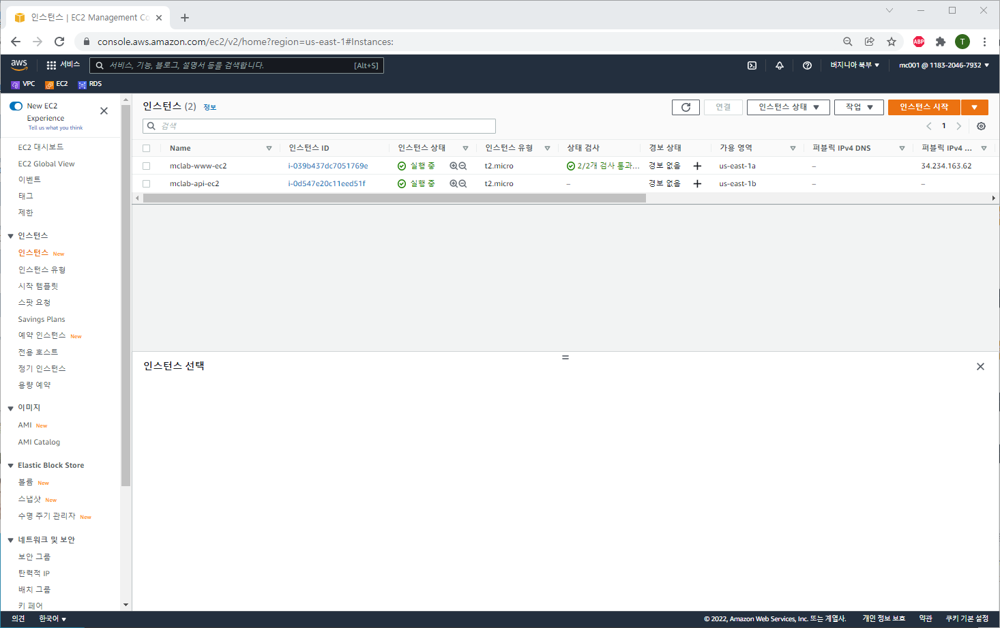 인스턴스 | EC2 Management Co
console.aws.amazon.com/ec2/v2/home?region=us-east-1#Instances:
ABP
T
aws
서비스
서비스, 기능, 블로그, 설명서 등을 검색합니다. [Alt+S]
버지니아 북부 ▼
mc001 @ 1183-2046-7932 ▼
VPC EC2 RDS
New EC2
Experience
Tell us what you think
EC2 대시보드
EC2 Global View
이벤트
태그
제한
인스턴스
인스턴스 New
인스턴스 유형
시작 템플릿
스팟 요청
Savings Plans
예약 인스턴스 New
전용 호스트
정기 인스턴스
용량 예약
이미지
AMI New
AMI Catalog
Elastic Block Store
볼륨 New
스냅샷 New
수명 주기 관리자 New
네트워크 및 보안
보안 그룹
탄력적 IP
배치 그룹
키 페어
인스턴스 (2) 정보
연결 인스턴스 상태 ▼ 작업 ▼ 인스턴스 시작 ▼
검색
1
Name 인스턴스 ID 인스턴스 상태 인스턴스 유형 상태 검사 경보 상태 가용 영역 퍼블릭 IPv4 DNS 퍼블릭 IPv4 ...
mclab-www-ec2 i-039b437dc7051769e 실행 중 t2.micro 2/2개 검사 통과... 경보 없음 + us-east-1a – 34.234.163.62
mclab-api-ec2 i-0d547e20c11eed51f 실행 중 t2.micro – 경보 없음 + us-east-1b – –
인스턴스 선택
의견 한국어 ▼
© 2022, Amazon Web Services, Inc. 또는 계열사. 개인 정보 보호 약관 쿠키 기본 설정